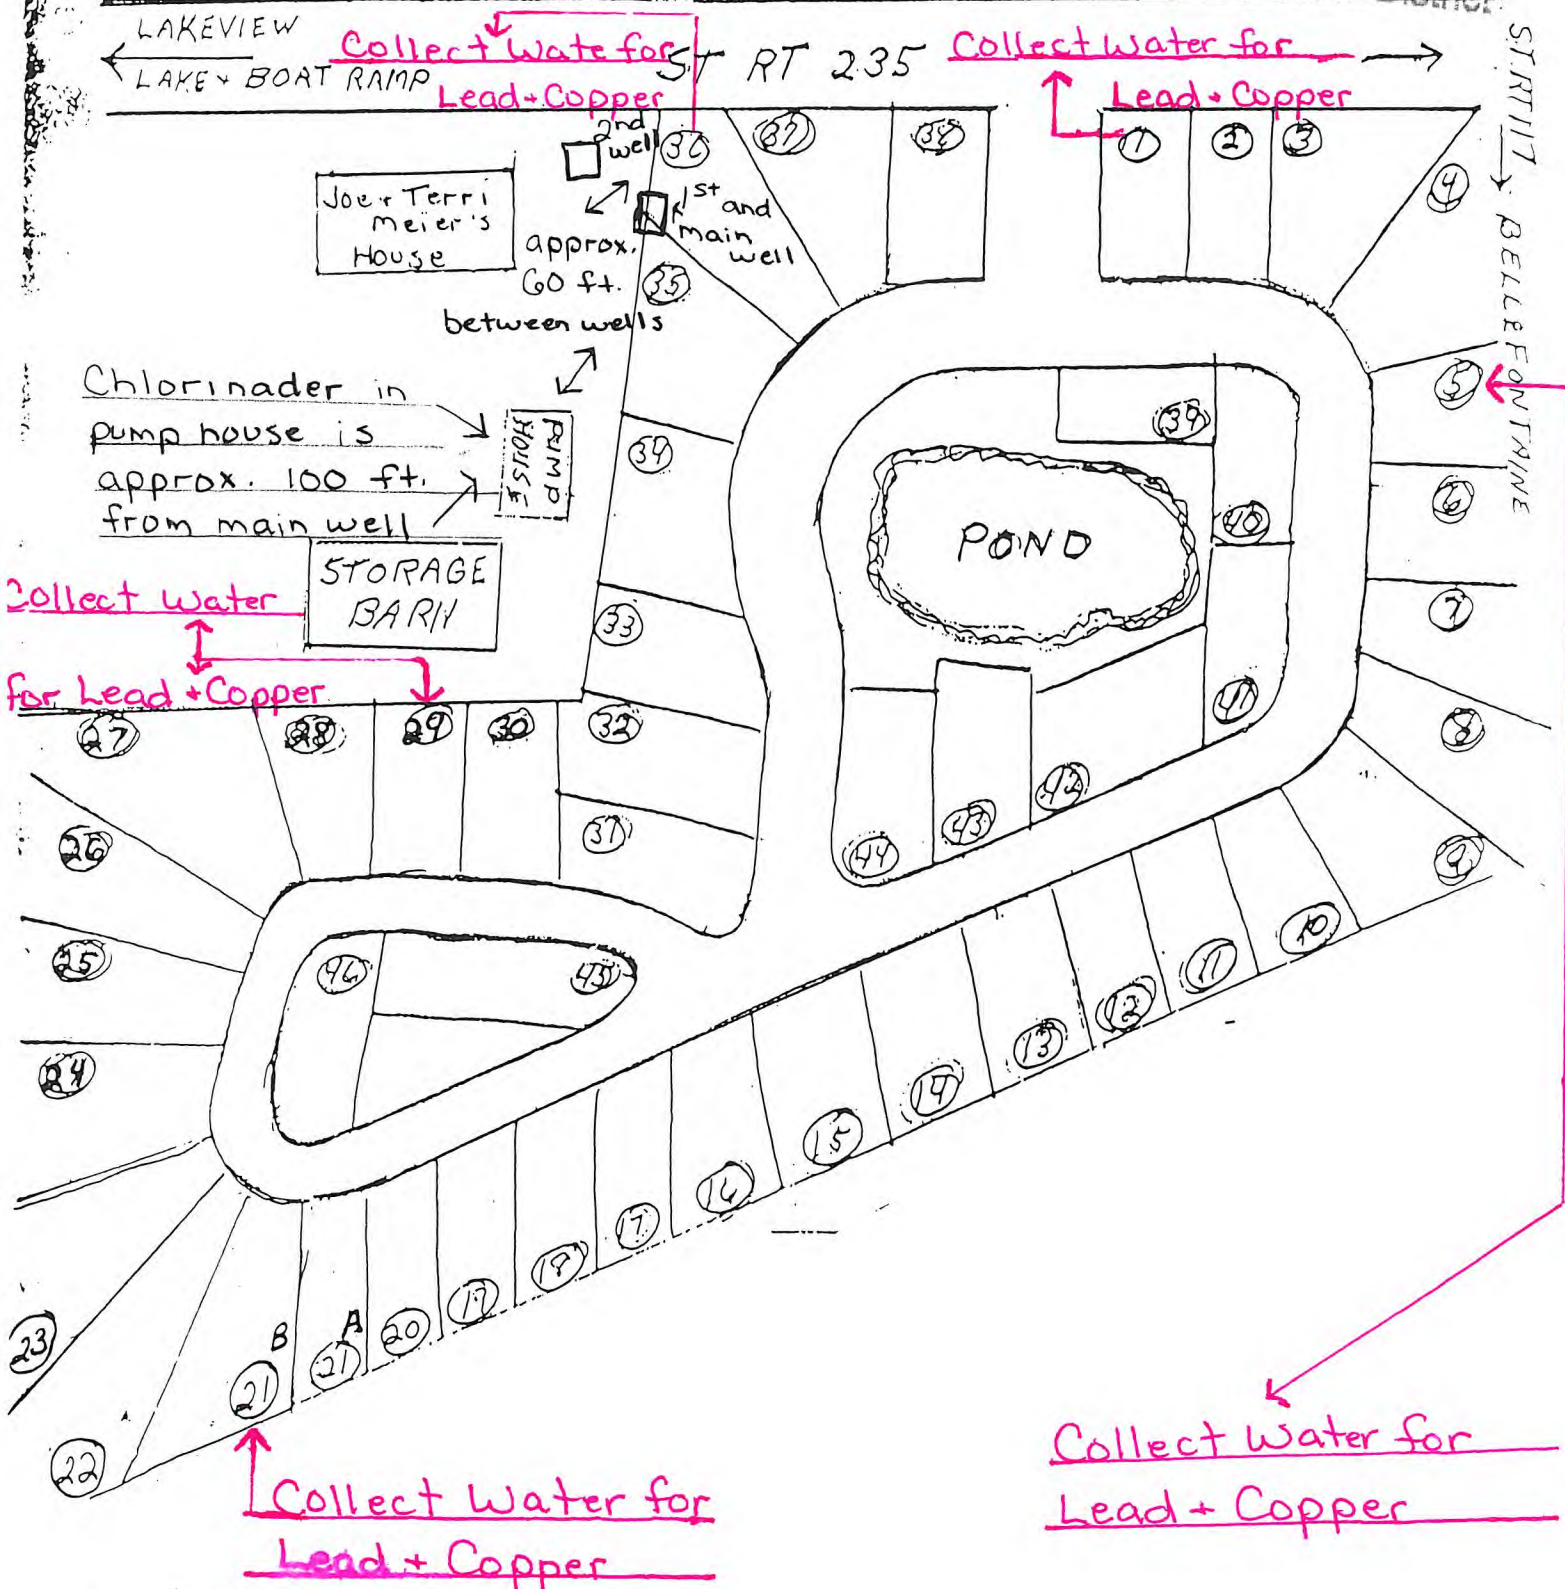 LAKEVIEW
LAKE + BOAT RAMP
Collect Wate for
Lead + Copper
ST RT 235
Collect Water for
Lead + Copper
ST. RT 117
BELLEFONTAINE
2nd
well
36
37
38
1
2
3
4
Joe + Terri
Meier's
House
1st and
main
well
approx.
60 ft.
between wells
35
Chlorinader in
pump house is
approx. 100 ft.
from main well
PUMP
HOUSE
34
39
5
6
40
POND
STORAGE
BARN
Collect Water
for Lead + Copper
33
7
27
28
29
30
32
41
8
26
31
44
43
42
9
25
46
45
10
11
12
13
24
14
15
16
17
18
19
20
A
21
B
21
22
23
Collect Water for
Lead + Copper
Collect Water for
Lead + Copper